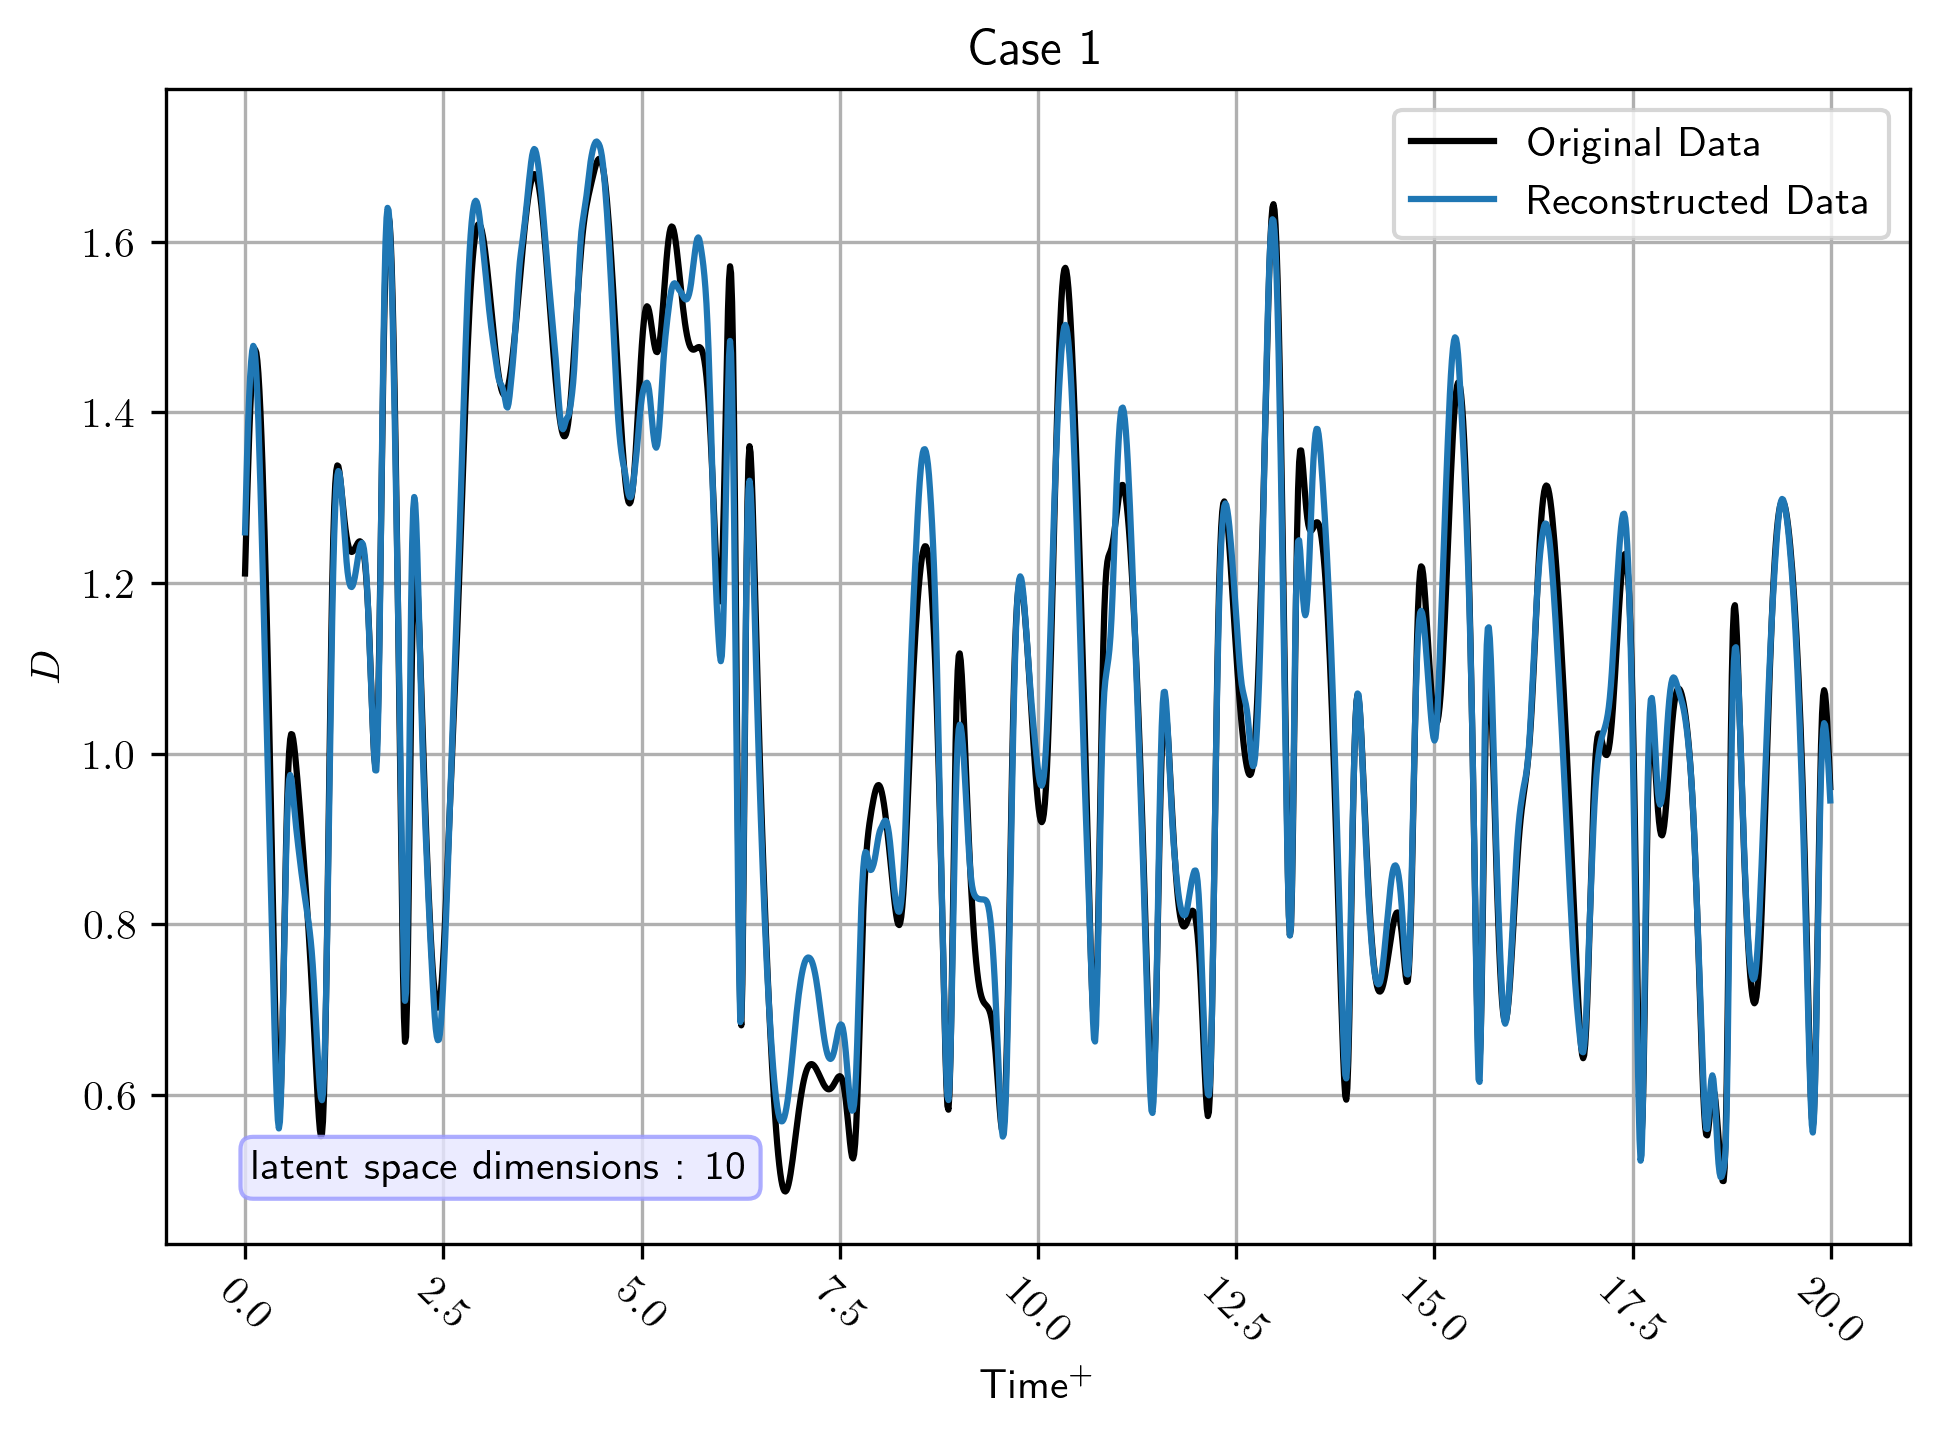 Case 1
Original Data
Reconstructed Data
1.6
1.4
1.2
1.0
0.8
0.6
D
latent space dimensions : 10
0.0 2.5 5.0 7.5 10.0 12.5 15.0 17.5 20.0
Time⁺